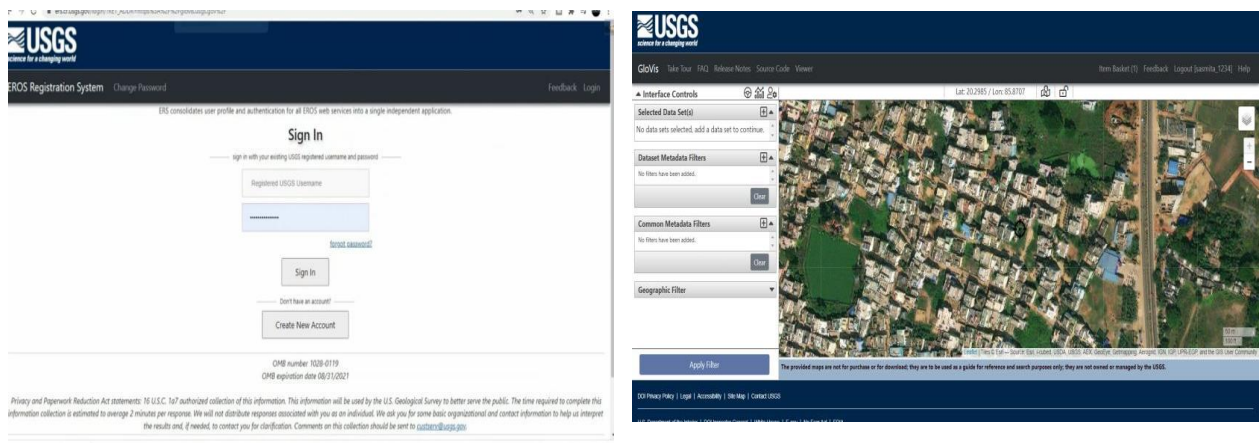 USGS
science for a changing world
EROS Registration System Change Password Feedback Login
ERS consolidates user profile and authentication for all EROS web services into a single independent application.
Sign In
sign in with your existing USGS registered username and password
Registered USGS Username
forgot password?
Sign In
Don't have an account?
Create New Account
OMB number 1028-0119
OMB expiration date 08/31/2021
Privacy and Paperwork Reduction Act statements: 16 U.S.C. 1a7 authorized collection of this information. This information will be used by the U.S. Geological Survey to better serve the public. The time required to complete this
information collection is estimated to average 2 minutes per response. We will not distribute responses associated with you as an individual. We ask you for some basic organizational and contact information to help us interpret
the results and, if needed, to contact you for clarification. Comments on this collection should be sent to custserv@usgs.gov.
USGS
science for a changing world
GloVis Take Tour FAQ Release Notes Source Code Viewer Item Basket (1) Feedback Logout [sasmita_1234] Help
Interface Controls
Lat: 20.2985 / Lon: 85.8707
Selected Data Set(s)
No data sets selected, add a data set to continue.
Dataset Metadata Filters
No filters have been added.
Clear
Common Metadata Filters
No filters have been added.
Clear
Geographic Filter
Apply Filter
The provided maps are not for purchase or for download; they are to be used as a guide for reference and search purposes only; they are not owned or managed by the USGS.
DOI Privacy Policy | Legal | Accessibility | Site Map | Contact USGS